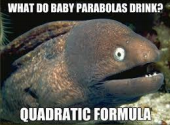 WHAT DO BABY PARABOLAS DRINK?
QUADRATIC FORMULA